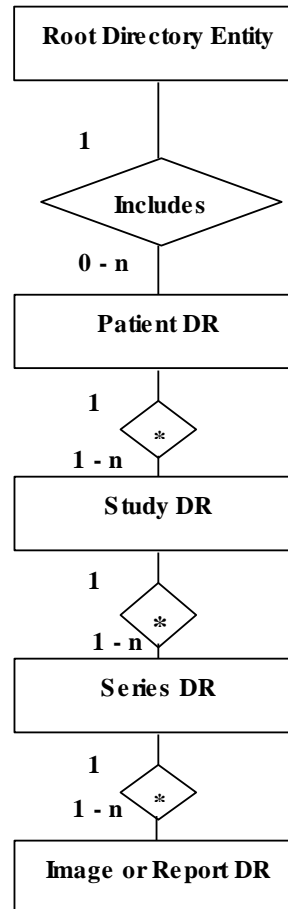 Root Directory Entity
1
Includes
0 - n
Patient DR
1
*
1 - n
Study DR
1
*
1 - n
Series DR
1
*
1 - n
Image or Report DR